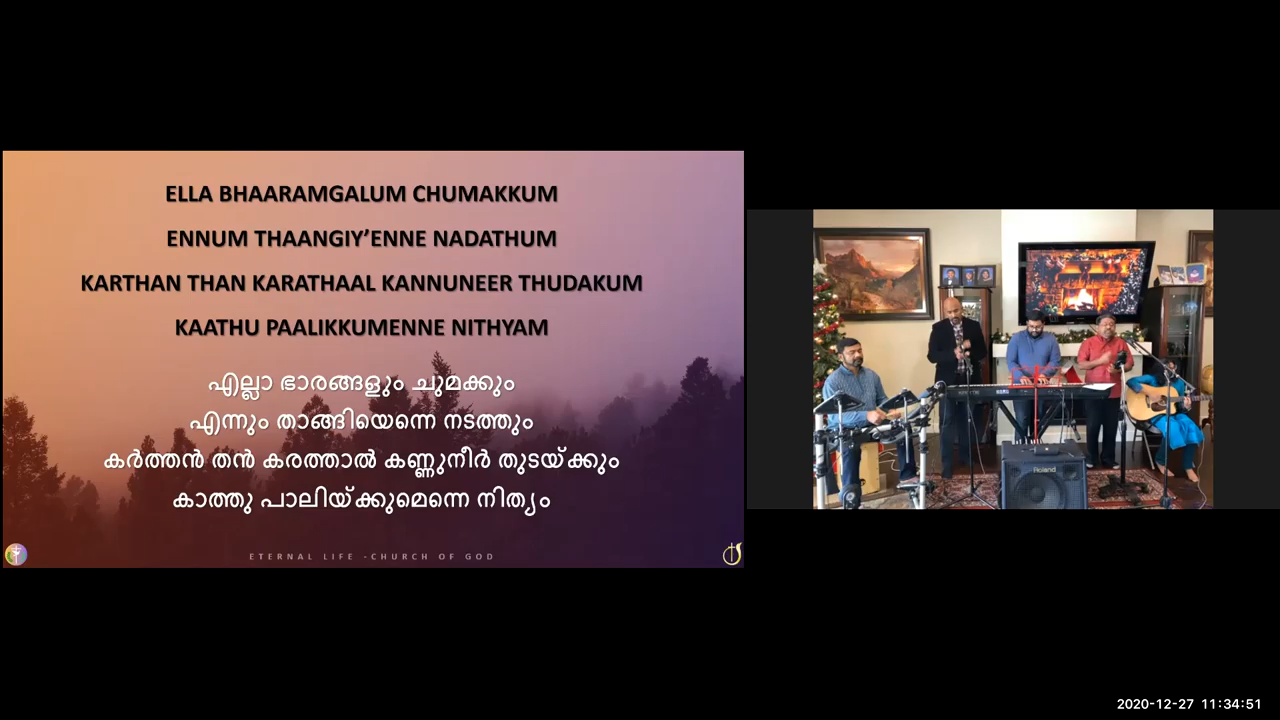 ELLA BHAARAMGALUM CHUMAKKUM
ENNUM THAANGIY’ENNE NADATHUM
KARTHAN THAN KARATHAAL KANNUNEER THUDAKUM
KAATHU PAALIKKUMENNE NITHYAM
എല്ലാ ഭാരങ്ങളും ചുമക്കും
എന്നും താങ്ങിയെന്നെ നടത്തും
കർത്തൻ തൻ കരത്താൽ കണ്ണുനീർ തുടയ്ക്കും
കാത്തു പാലിയ്ക്കുമെന്നെ നിത്യം
ETERNAL LIFE -CHURCH OF GOD
KORG
Roland
2020-12-27 11:34:51